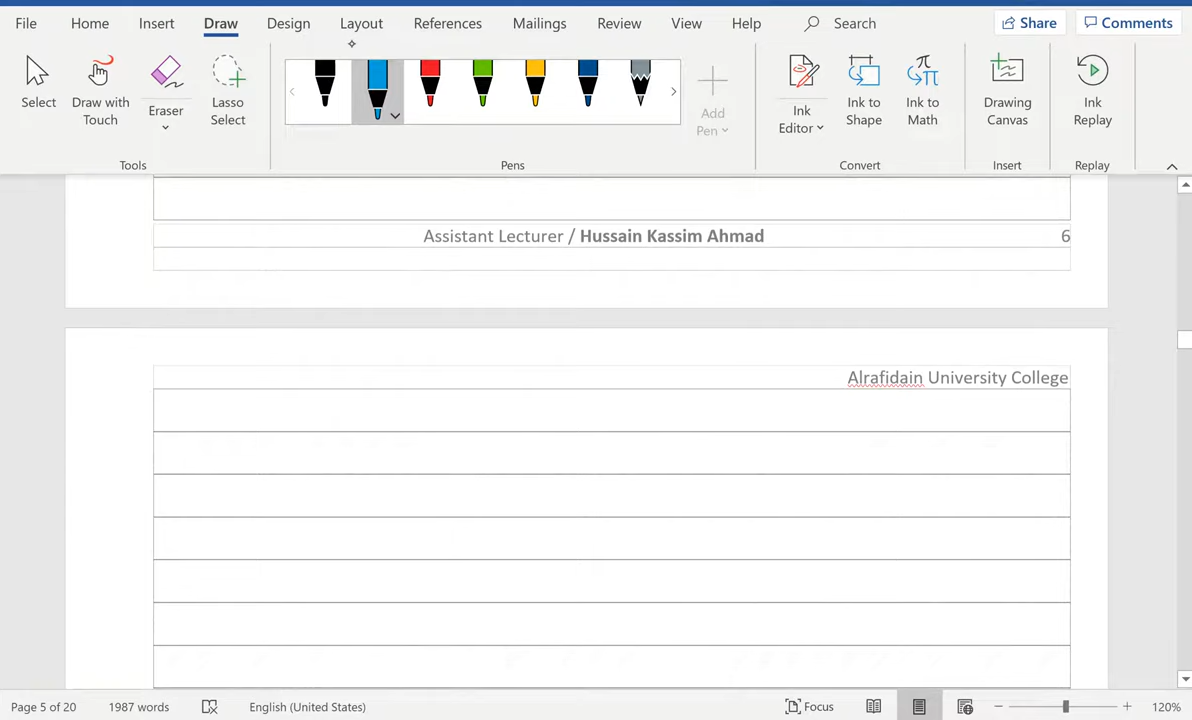 File Home Insert Draw Design Layout References Mailings Review View Help Search Share Comments
Select
Draw with Touch
Eraser
Lasso Select
Add Pen
Ink Editor
Ink to Shape
Ink to Math
Drawing Canvas
Ink Replay
Tools Pens Convert Insert Replay
Assistant Lecturer / Hussain Kassim Ahmad 6
Alrafidain University College
Page 5 of 20 1987 words English (United States) Focus 120%